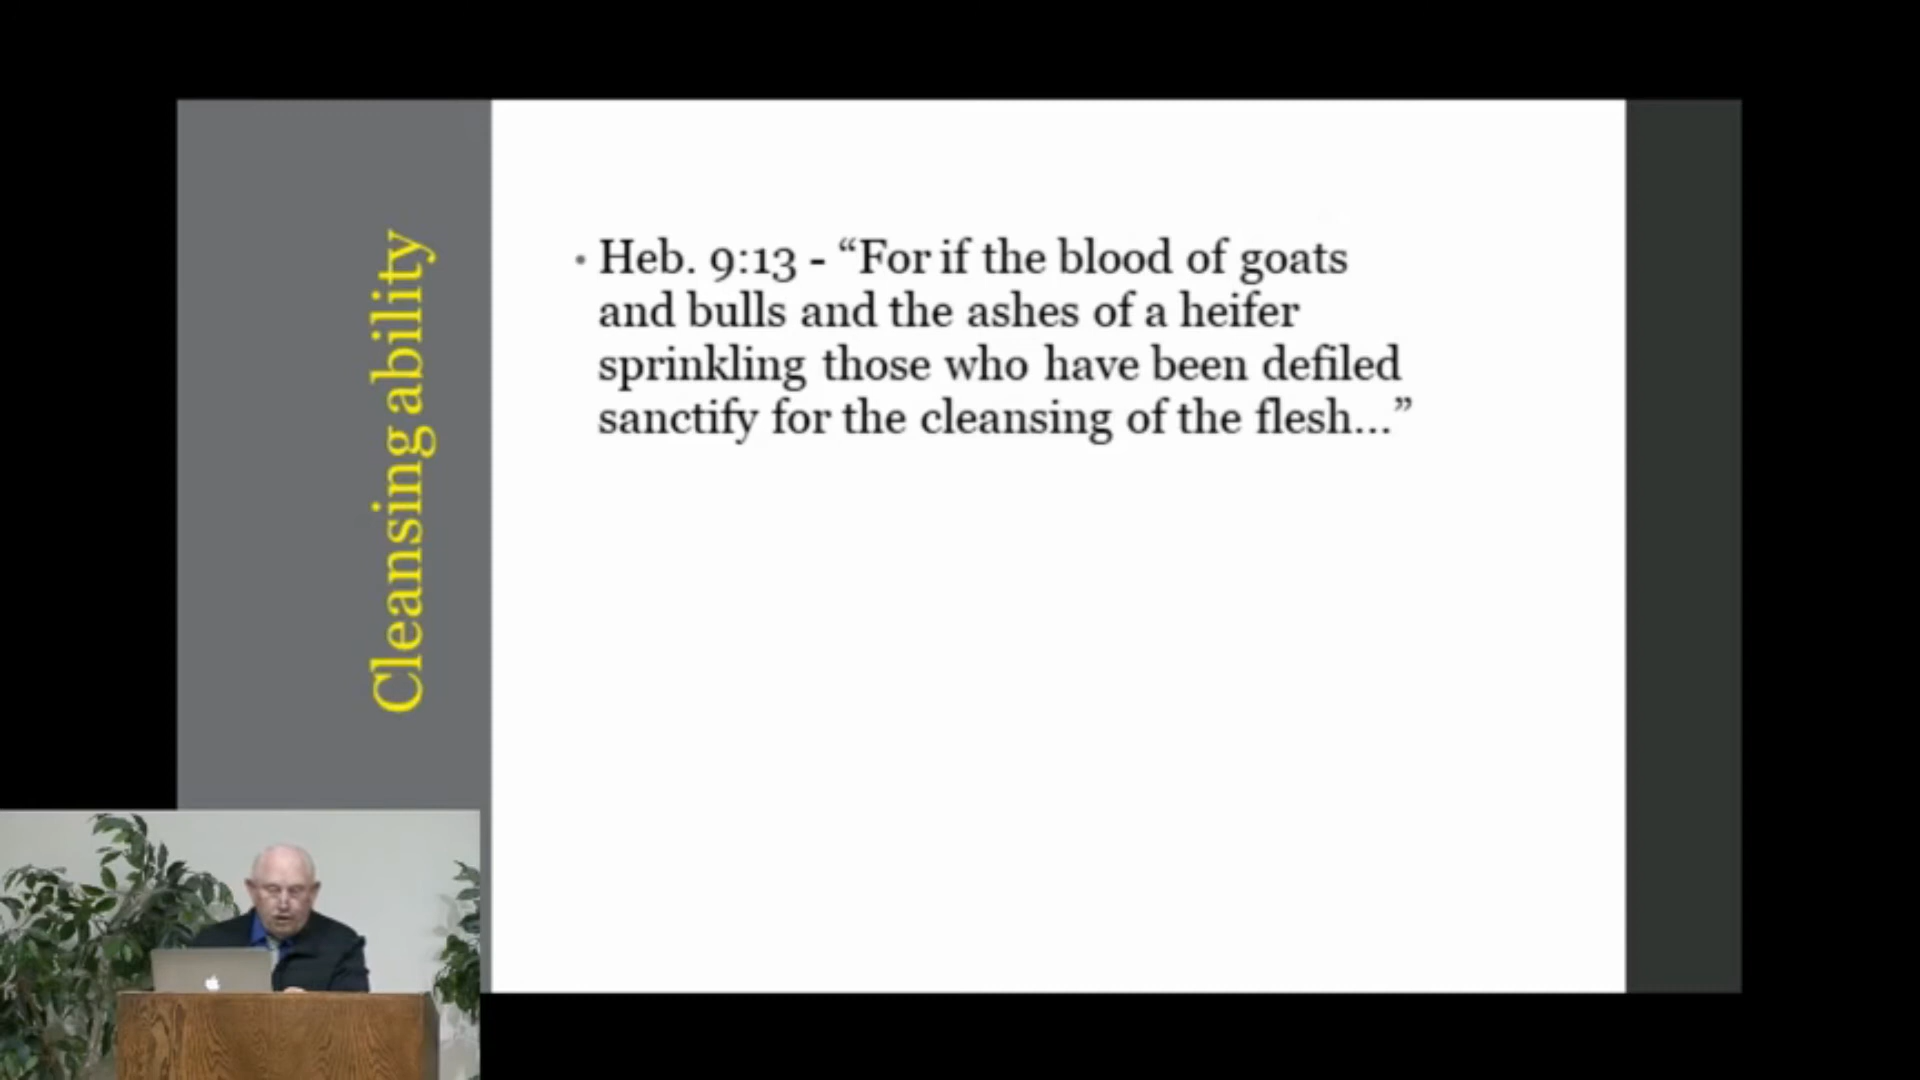 Cleansing ability
• Heb. 9:13 - “For if the blood of goats
and bulls and the ashes of a heifer
sprinkling those who have been defiled
sanctify for the cleansing of the flesh...”